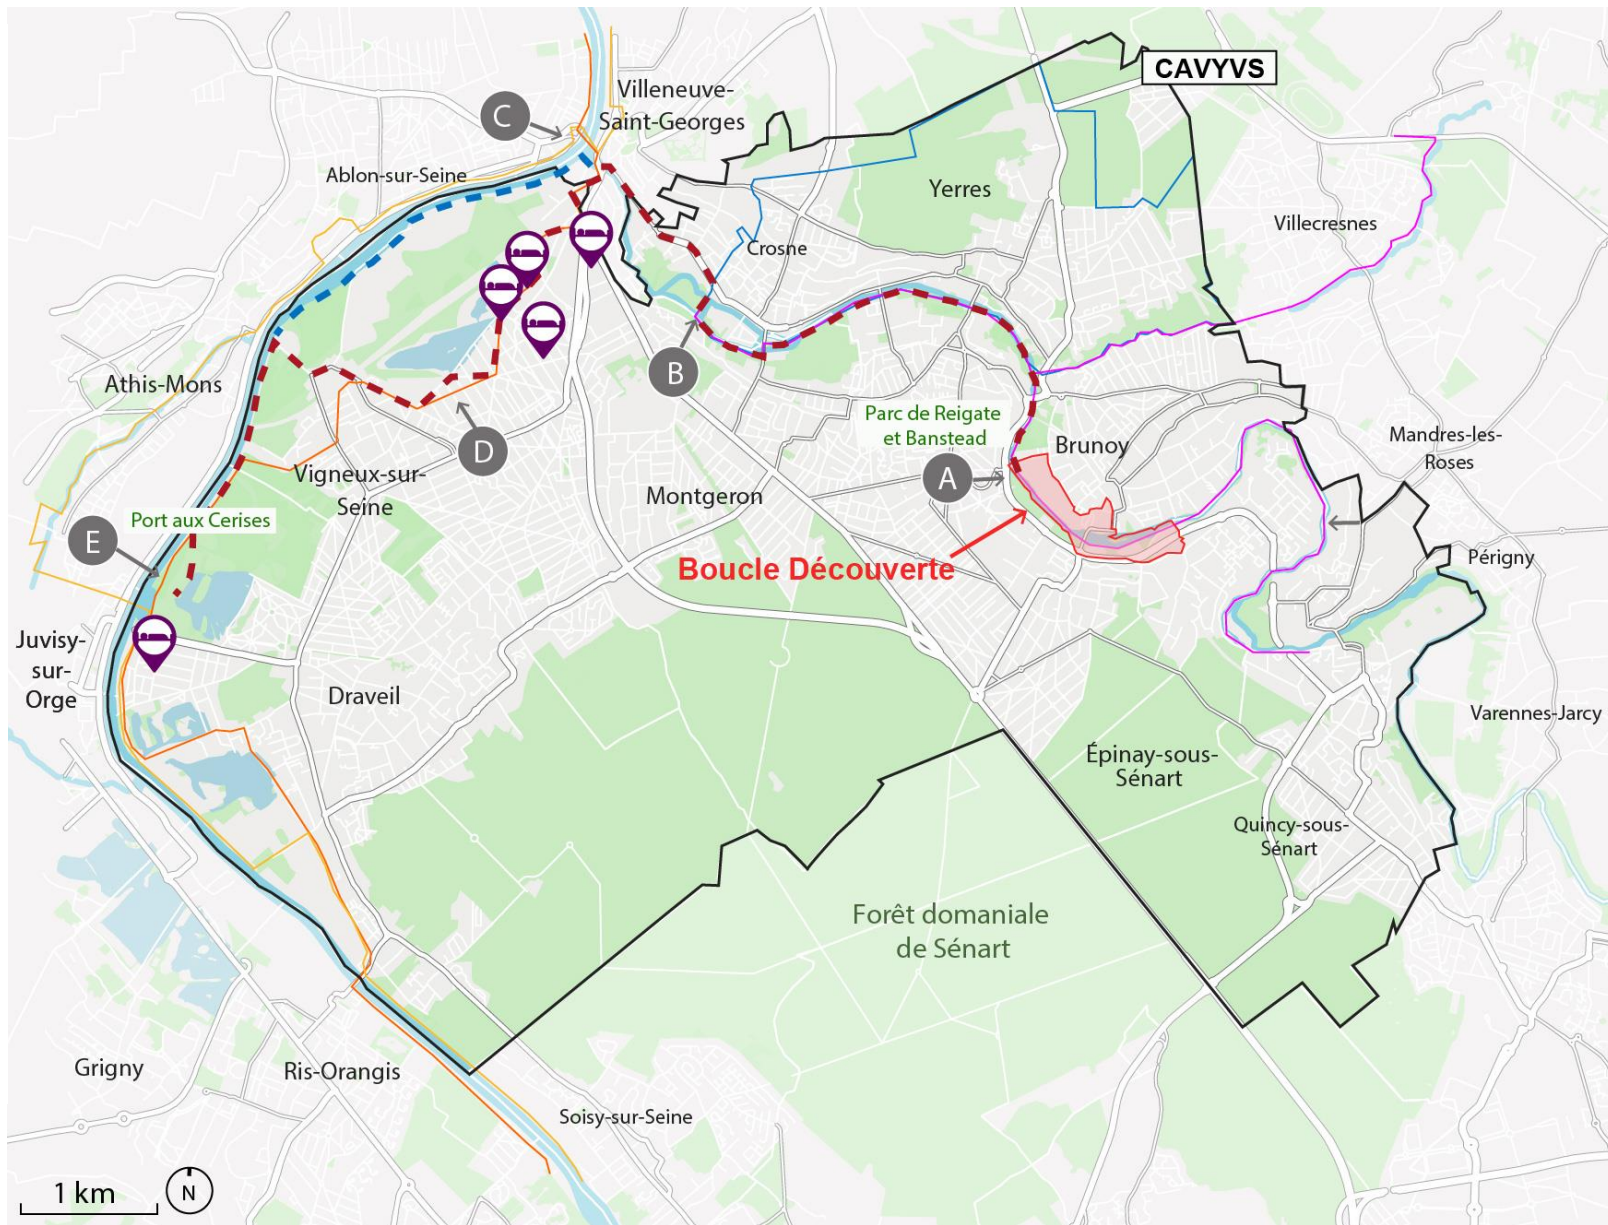 CAVYVS
Villeneuve-
Saint-Georges
C
Ablon-sur-Seine
Yerres
Villecresnes
Crosne
Athis-Mons
B
Parc de Reigate
et Banstead
Brunoy
Mandres-les-
Roses
D
A
Vigneux-sur-
Seine
Montgeron
Port aux Cerises
E
Boucle Découverte
Périgny
Juvisy-
sur-
Orge
Draveil
Varennes-Jarcy
Épinay-sous-
Sénart
Quincy-sous-
Sénart
Forêt domaniale
de Sénart
Grigny
Ris-Orangis
Soisy-sur-Seine
1 km
N